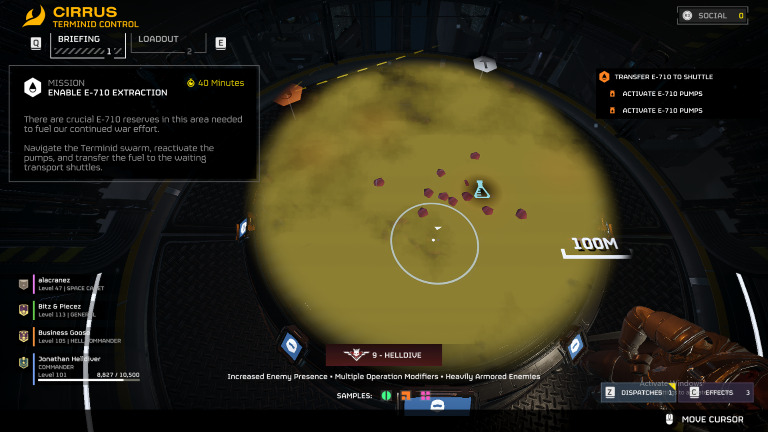 CIRRUS
TERMINID CONTROL
Q
BRIEFING
1
LOADOUT
2
E
SOCIAL 0
MISSION
ENABLE E-710 EXTRACTION
40 Minutes
There are crucial E-710 reserves in this area needed
to fuel our continued war effort.
Navigate the Terminid swarm, reactivate the
pumps, and transfer the fuel to the waiting
transport shuttles.
TRANSFER E-710 TO SHUTTLE
ACTIVATE E-710 PUMPS
ACTIVATE E-710 PUMPS
100M
alacranez
Level 47 | SPACE CADET
Bitz & Piecez
Level 113 | GENERAL
Business Goose
Level 105 | HELL COMMANDER
Jonathan Helldiver
COMMANDER
Level 101 8,827 / 10,500
9 - HELLDIVE
Increased Enemy Presence • Multiple Operation Modifiers • Heavily Armored Enemies
SAMPLES:
Activate Windows
Z DISPATCHES 1
C EFFECTS 3
MOVE CURSOR